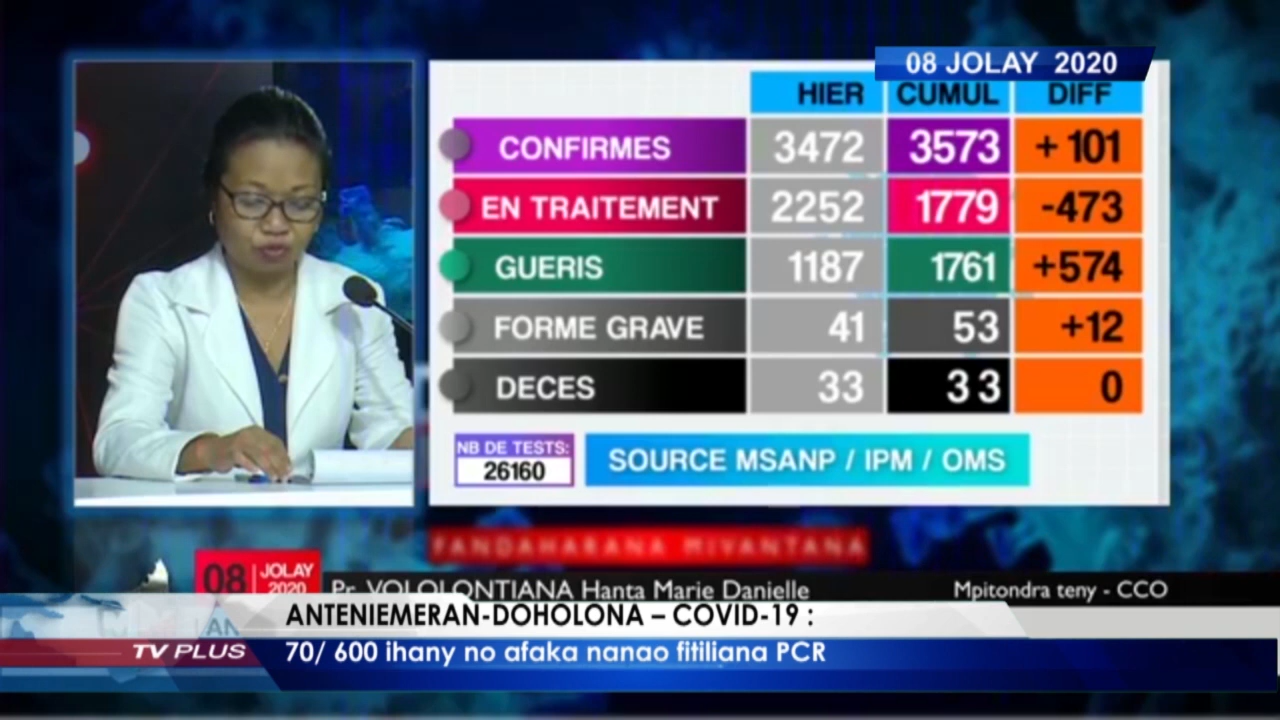 08 JOLAY 2020
HIER CUMUL DIFF
CONFIRMES 3472 3573 +101
EN TRAITEMENT 2252 1779 -473
GUERIS 1187 1761 +574
FORME GRAVE 41 53 +12
DECES 33 33 0
NB DE TESTS:
26160
SOURCE MSANP / IPM / OMS
FANDAHARANA MIVANTANA
08 JOLAY 2020
Pr. VOLOLONTIANA Hanta Marie Danielle
Mpitondra teny - CCO
ANTENIEMERAN-DOHOLONA – COVID-19 :
TV PLUS
70/ 600 ihany no afaka nanao fitiliana PCR